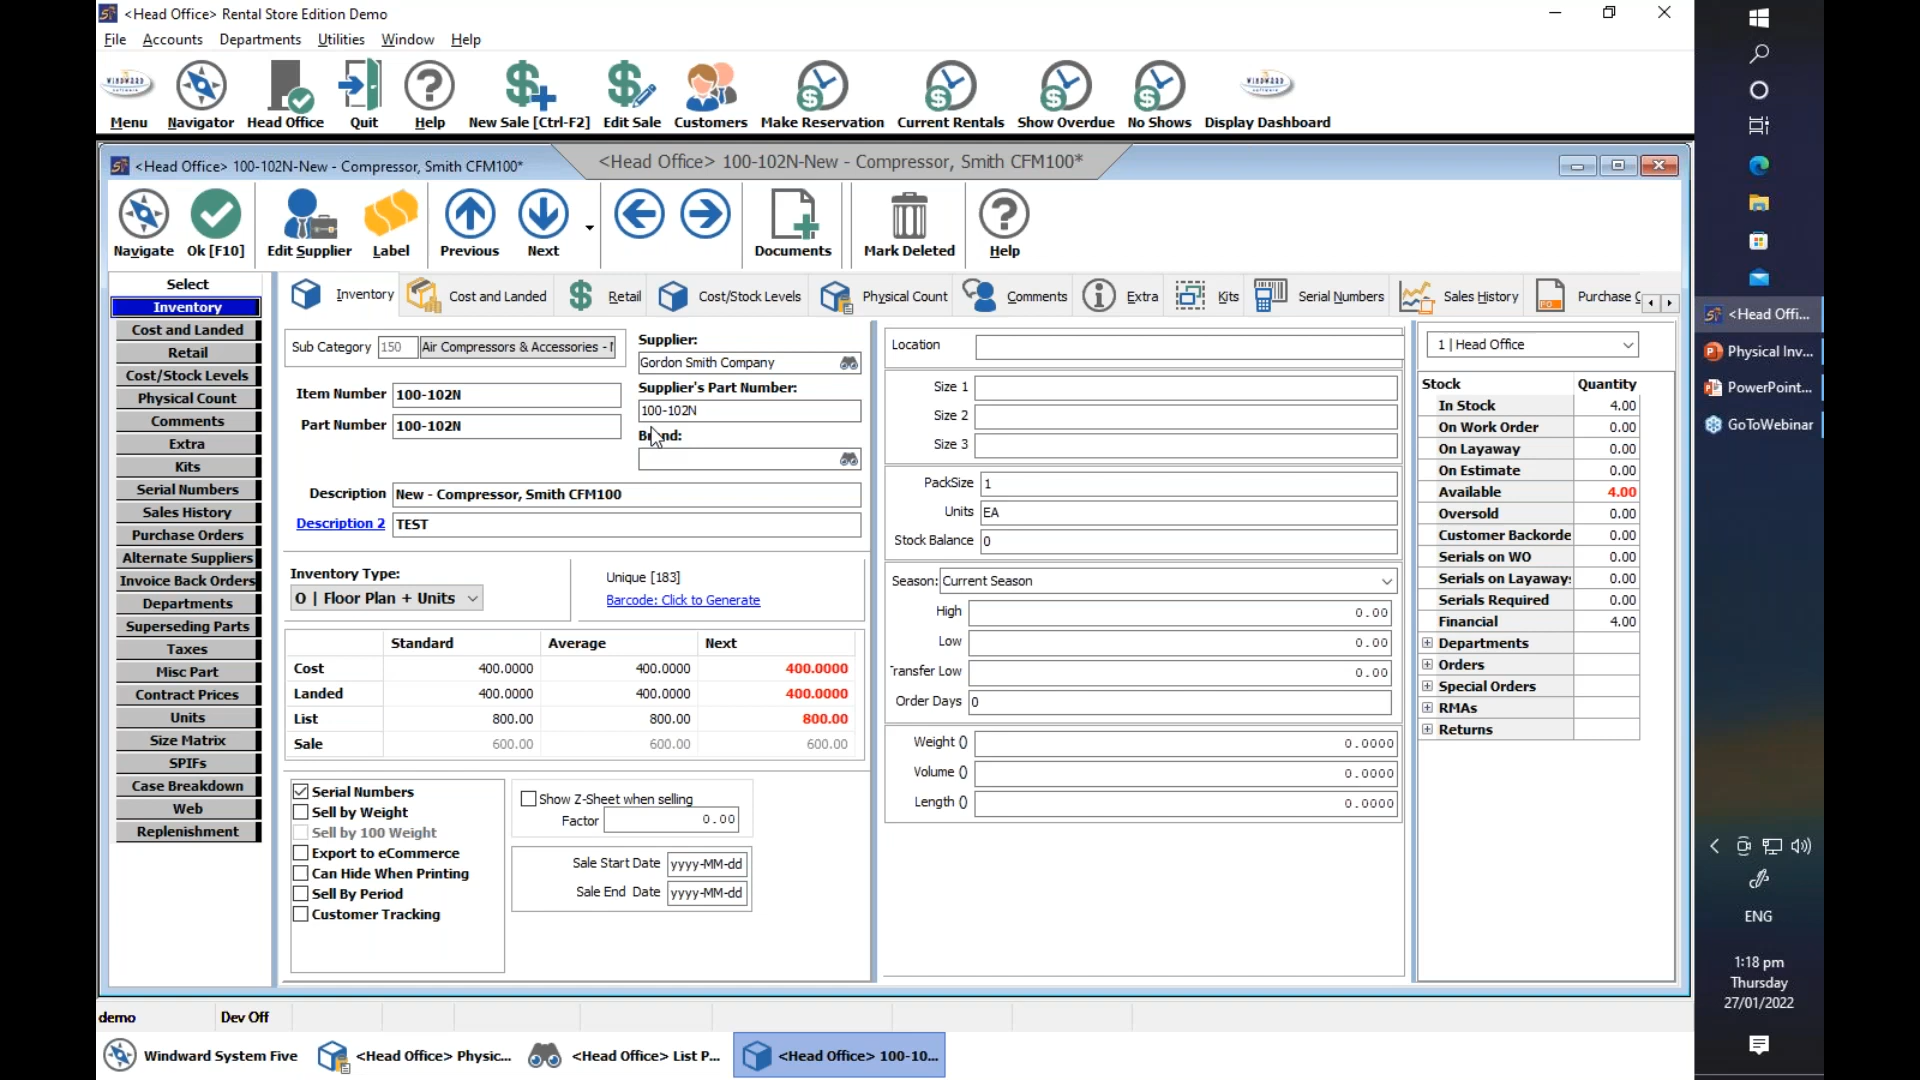 <Head Office> Rental Store Edition Demo
File Accounts Departments Utilities Window Help
Menu Navigator Head Office Quit Help New Sale [Ctrl-F2] Edit Sale Customers Make Reservation Current Rentals Show Overdue No Shows Display Dashboard
<Head Office> 100-102N-New - Compressor, Smith CFM100*
<Head Office> 100-102N-New - Compressor, Smith CFM100*
Navigate Ok [F10] Edit Supplier Label Previous Next Documents Mark Deleted Help
Select
Inventory
Cost and Landed
Retail
Cost/Stock Levels
Physical Count
Comments
Extra
Kits
Serial Numbers
Sales History
Purchase Orders
Alternate Suppliers
Invoice Back Orders
Departments
Superseding Parts
Taxes
Misc Part
Contract Prices
Units
Size Matrix
SPIFs
Case Breakdown
Web
Replenishment
Inventory Cost and Landed Retail Cost/Stock Levels Physical Count Comments Extra Kits Serial Numbers Sales History Purchase
Sub Category 150 Air Compressors & Accessories -
Item Number 100-102N
Part Number 100-102N
Supplier:
Gordon Smith Company
Supplier's Part Number:
100-102N
Description New - Compressor, Smith CFM100
Description 2 TEST
Inventory Type:
O | Floor Plan + Units
Unique [183]
Barcode: Click to Generate
Standard Average Next
Cost 400.0000 400.0000 400.0000
Landed 400.0000 400.0000 400.0000
List 800.00 800.00 800.00
Sale 600.00 600.00 600.00
Serial Numbers
Sell by Weight
Sell by 100 Weight
Export to eCommerce
Can Hide When Printing
Sell By Period
Customer Tracking
Show Z-Sheet when selling
Factor 0.00
Sale Start Date yyyy-MM-dd
Sale End Date yyyy-MM-dd
Location
Size 1
Size 2
Size 3
PackSize 1
Units EA
Stock Balance 0
Season: Current Season
High 0.00
Low 0.00
Transfer Low 0.00
Order Days 0
Weight () 0.0000
Volume () 0.0000
Length () 0.0000
1 | Head Office
Stock Quantity
In Stock 4.00
On Work Order 0.00
On Layaway 0.00
On Estimate 0.00
Available 4.00
Oversold 0.00
Customer Backorde 0.00
Serials on WO 0.00
Serials on Layaway: 0.00
Serials Required 0.00
Financial 4.00
Departments
Orders
Special Orders
RMAs
Returns
demo Dev Off
Windward System Five <Head Office> Physic... <Head Office> List P... <Head Office> 100-10...
<Head Offi...
Physical Inv...
PowerPoint...
GoToWebinar
ENG
1:18 pm
Thursday
27/01/2022